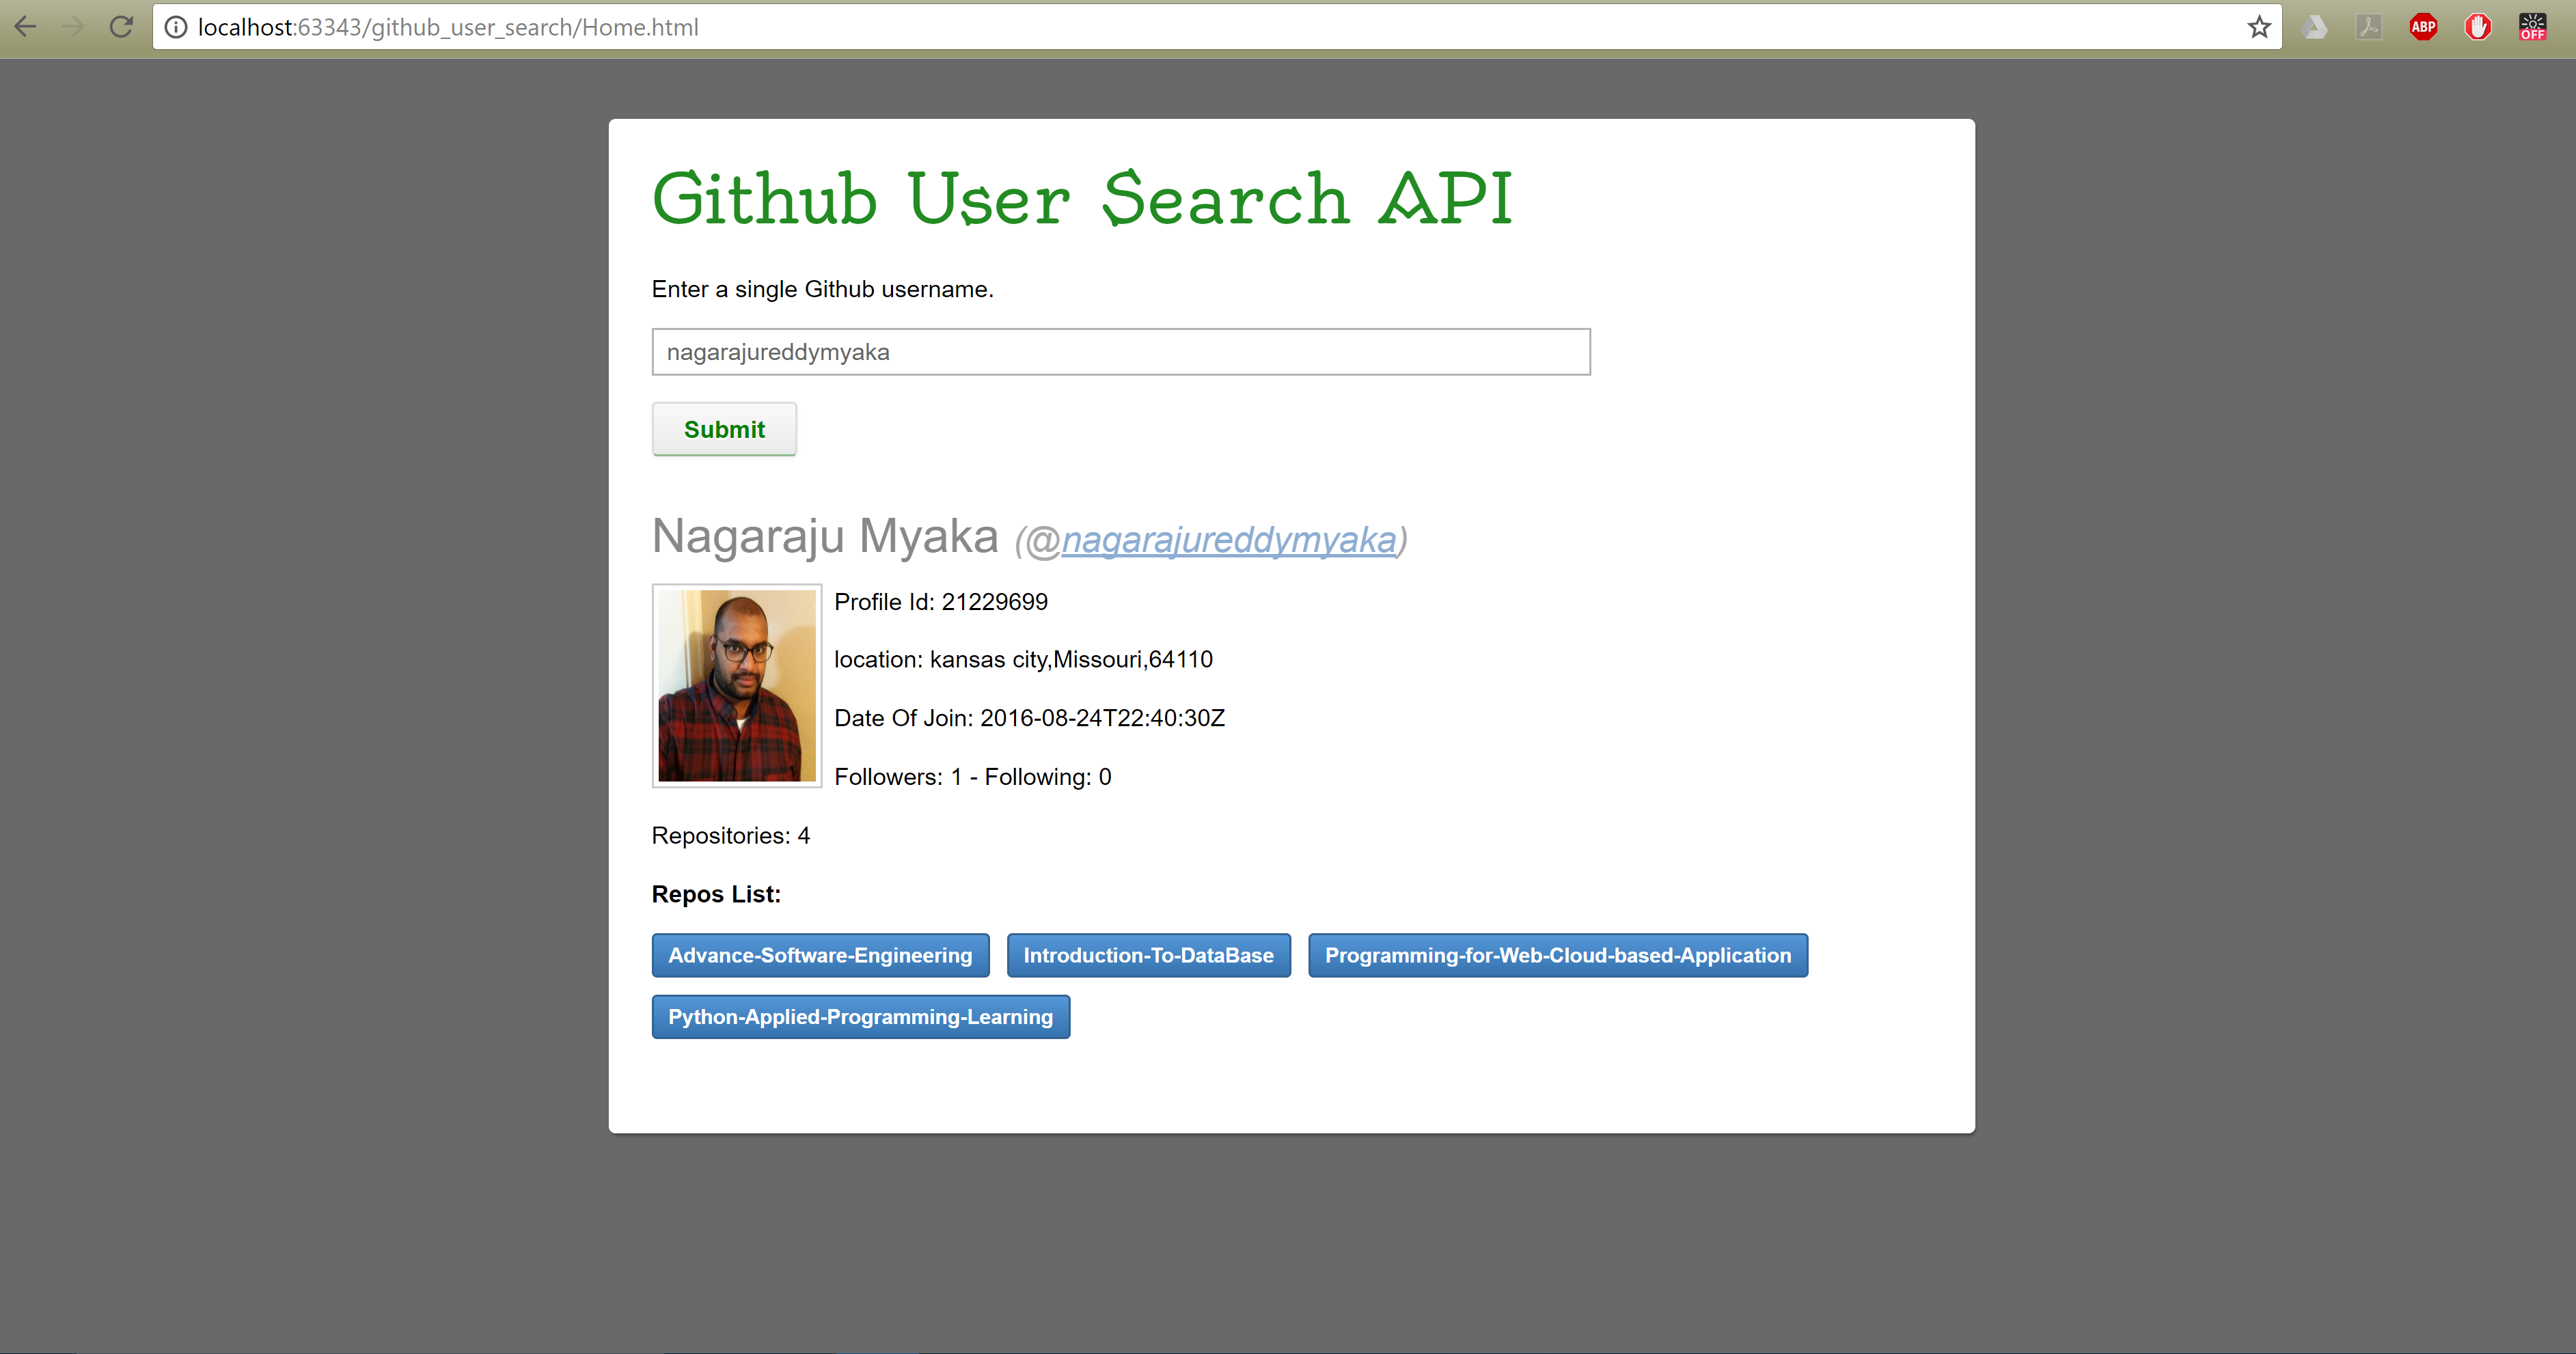 localhost:63343/github_user_search/Home.html
ABP
OFF
Github User Search API
Enter a single Github username.
nagarajureddymyaka
Submit
Nagaraju Myaka (@nagarajureddymyaka)
Profile Id: 21229699
location: kansas city,Missouri,64110
Date Of Join: 2016-08-24T22:40:30Z
Followers: 1 - Following: 0
Repositories: 4
Repos List:
Advance-Software-Engineering Introduction-To-DataBase Programming-for-Web-Cloud-based-Application
Python-Applied-Programming-Learning